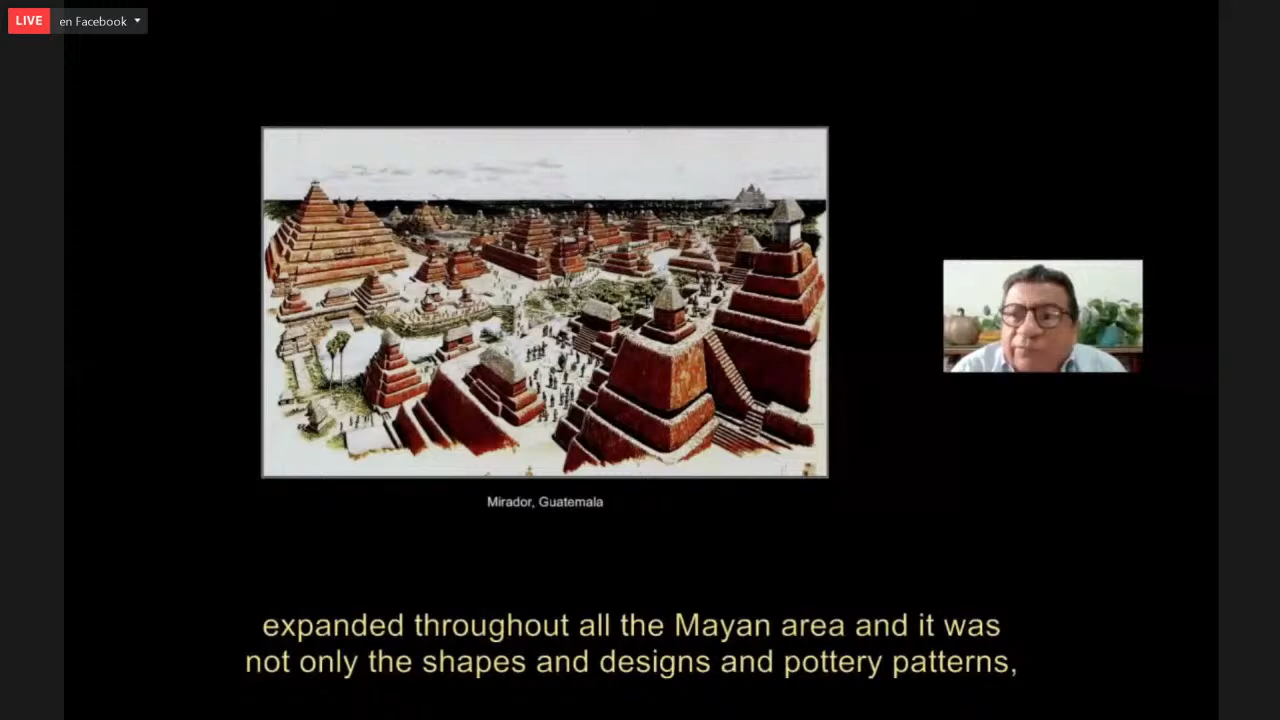 LIVE en Facebook
Mirador, Guatemala
expanded throughout all the Mayan area and it was
not only the shapes and designs and pottery patterns,